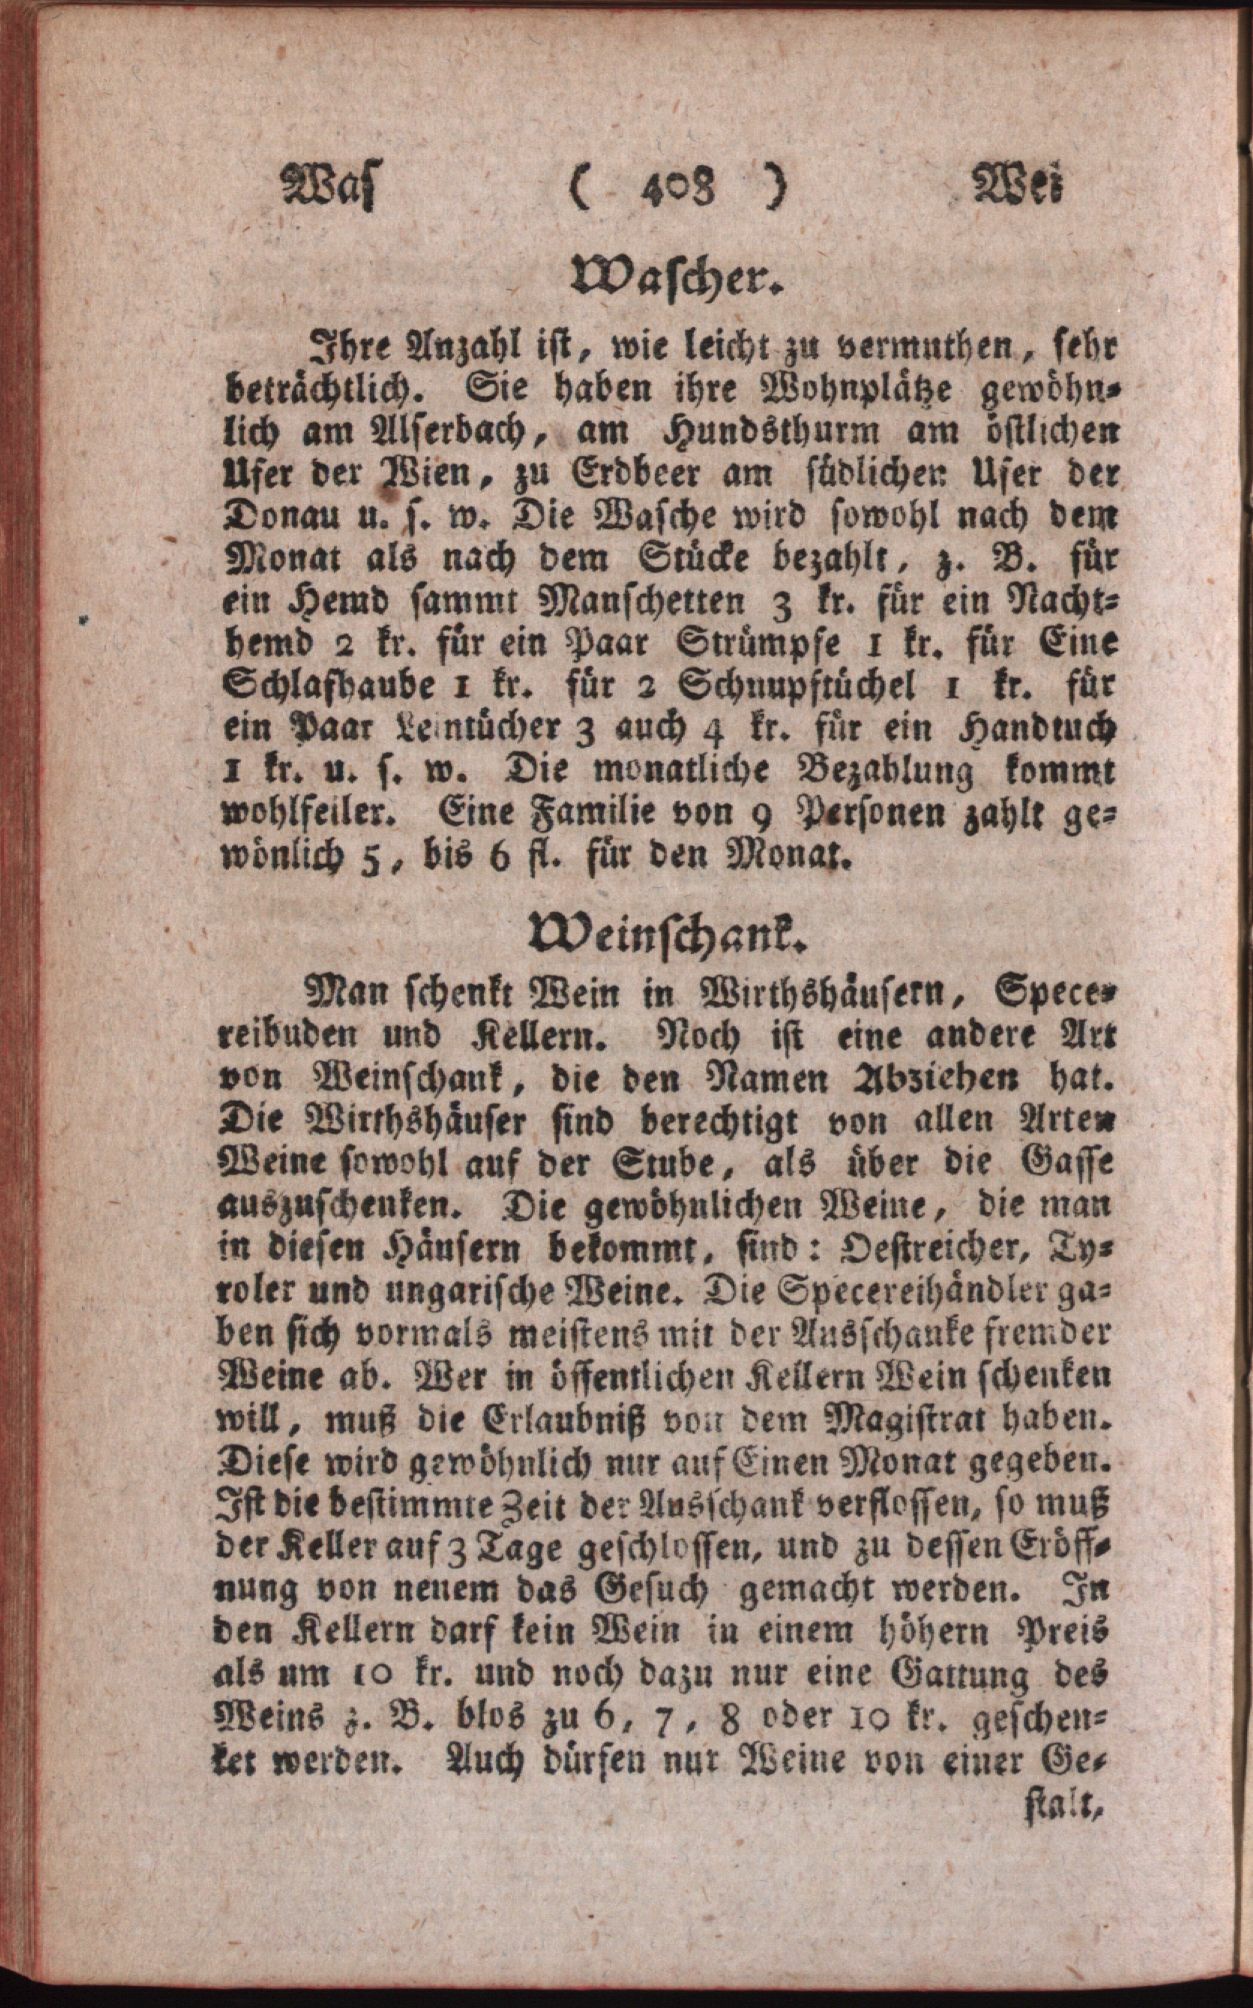 Was ( 408 ) Wei
Wascher.
Ihre Anzahl ist, wie leicht zu vermuthen, sehr
beträchtlich. Sie haben ihre Wohnplätze gewöhn-
lich am Alserbach, am Hundsthurm am östlichen
Ufer der Wien, zu Erdbeer am südlichen Ufer der
Donau u. s. w. Die Wasche wird sowohl nach dem
Monat als nach dem Stücke bezahlt, z. B. für
ein Hemd sammt Manschetten 3 kr. für ein Nacht-
hemd 2 kr. für ein Paar Strümpfe 1 kr. für Eine
Schlafhaube 1 kr. für 2 Schnupftüchel 1 kr. für
ein Paar Leintücher 3 auch 4 kr. für ein Handtuch
1 kr. u. s. w. Die monatliche Bezahlung kommt
wohlfeiler. Eine Familie von 9 Personen zahlt ge-
wönlich 5, bis 6 fl. für den Monat.
Weinschank.
Man schenkt Wein in Wirthshäusern, Spece-
reibuden und Kellern. Noch ist eine andere Art
von Weinschank, die den Namen Abziehen hat.
Die Wirthshäuser sind berechtigt von allen Arten
Weine sowohl auf der Stube, als über die Gasse
auszuschenken. Die gewöhnlichen Weine, die man
in diesen Häusern bekommt, sind: Oestreicher, Ty-
roler und ungarische Weine. Die Specereihändler ga-
ben sich vormals meistens mit der Ausschanke fremder
Weine ab. Wer in öffentlichen Kellern Wein schenken
will, muß die Erlaubniß von dem Magistrat haben.
Diese wird gewöhnlich nur auf Einen Monat gegeben.
Ist die bestimmte Zeit der Ausschank verflossen, so muß
der Keller auf 3 Tage geschlossen, und zu dessen Eröff-
nung von neuem das Gesuch gemacht werden. In
den Kellern darf kein Wein in einem höhern Preis
als um 10 kr. und noch dazu nur eine Gattung des
Weins z. B. blos zu 6, 7, 8 oder 10 kr. geschen-
ket werden. Auch dürfen nur Weine von einer Ge-
stalt,